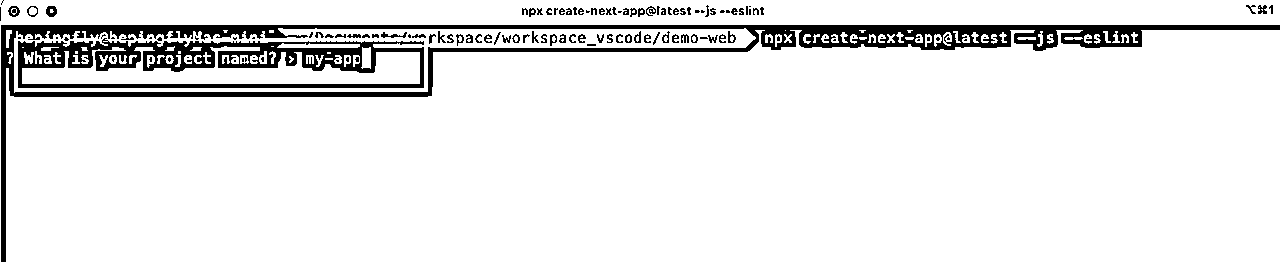 npx create-next-app@latest --js --eslint
⌥⌘1
hepingfly@hepingflyMac-mini ~/Documents/workspace/workspace_vscode/demo-web npx create-next-app@latest --js --eslint
? What is your project named? › my-app